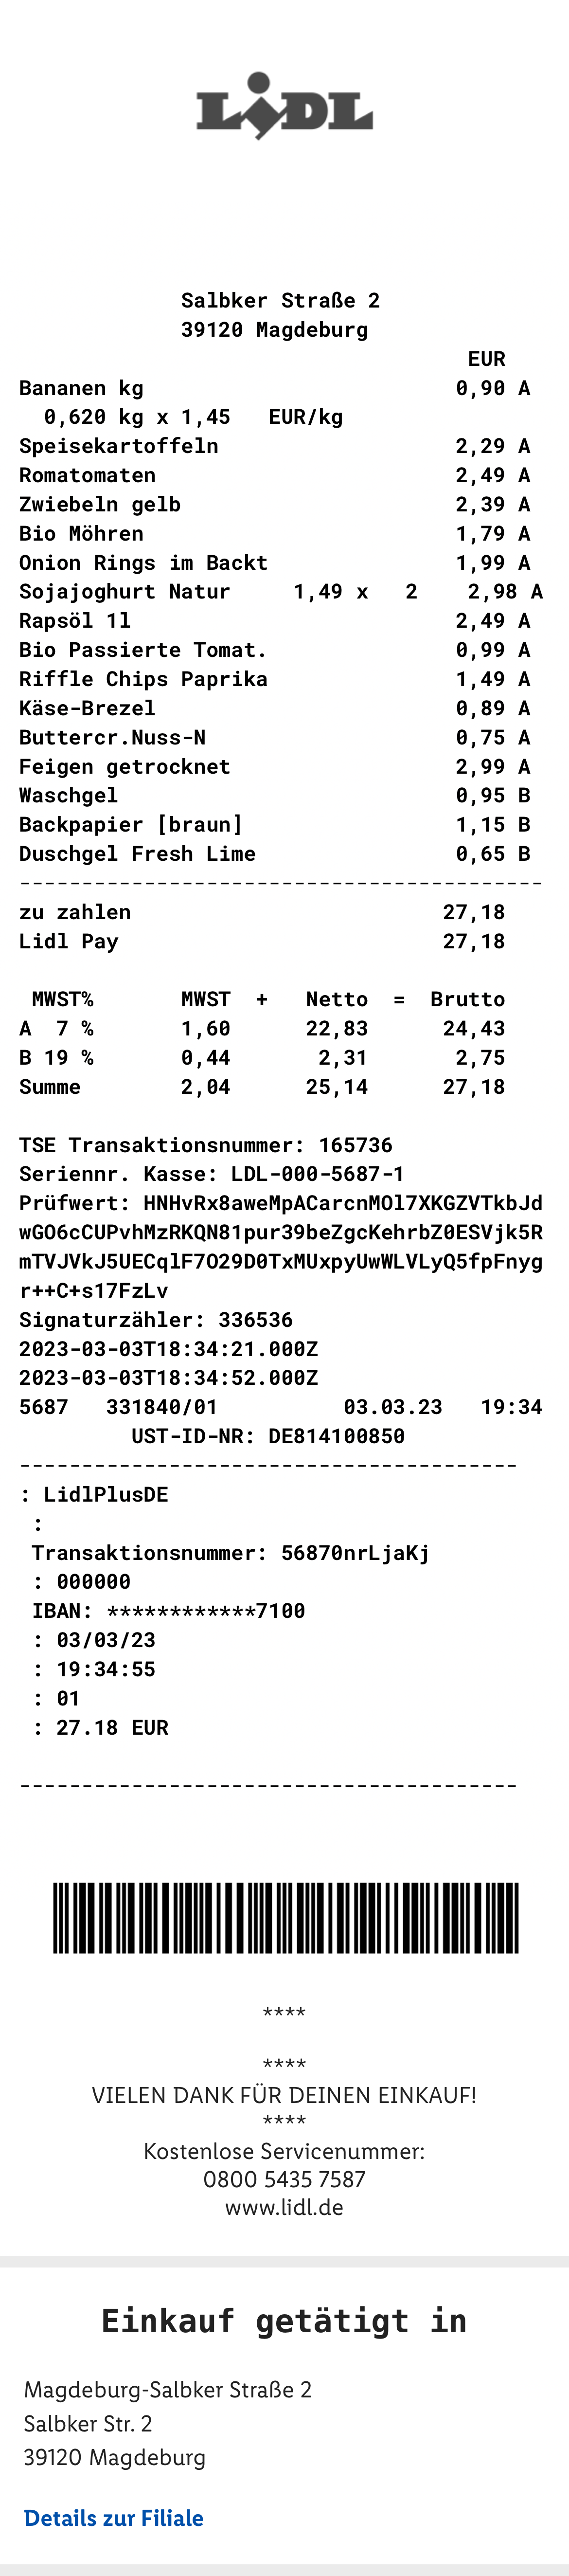 LIDL
Salbker Straße 2
39120 Magdeburg
EUR
Bananen kg 0,90 A
0,620 kg x 1,45 EUR/kg
Speisekartoffeln 2,29 A
Romatomaten 2,49 A
Zwiebeln gelb 2,39 A
Bio Möhren 1,79 A
Onion Rings im Backt 1,99 A
Sojajoghurt Natur 1,49 x 2 2,98 A
Rapsöl 1l 2,49 A
Bio Passierte Tomat. 0,99 A
Riffle Chips Paprika 1,49 A
Käse-Brezel 0,89 A
Buttercr.Nuss-N 0,75 A
Feigen getrocknet 2,99 A
Waschgel 0,95 B
Backpapier [braun] 1,15 B
Duschgel Fresh Lime 0,65 B
------------------------------------------
zu zahlen 27,18
Lidl Pay 27,18
MWST% MWST + Netto = Brutto
A 7 % 1,60 22,83 24,43
B 19 % 0,44 2,31 2,75
Summe 2,04 25,14 27,18
TSE Transaktionsnummer: 165736
Seriennr. Kasse: LDL-000-5687-1
Prüfwert: HNHvRx8aweMpACarcnMOl7XKGZVTkbJd
wGO6cCUPvhMzRKQN81pur39beZgcKehrbZ0ESVjk5R
mTVJVkJ5UECqlF7O29D0TxMUxpyUwWLVLyQ5fpFnyg
r++C+s17FzLv
Signaturzähler: 336536
2023-03-03T18:34:21.000Z
2023-03-03T18:34:52.000Z
5687 331840/01 03.03.23 19:34
UST-ID-NR: DE814100850
----------------------------------------
: LidlPlusDE
:
Transaktionsnummer: 56870nrLjaKj
: 000000
IBAN: ************7100
: 03/03/23
: 19:34:55
: 01
: 27.18 EUR
----------------------------------------
****
****
VIELEN DANK FÜR DEINEN EINKAUF!
****
Kostenlose Servicenummer:
0800 5435 7587
www.lidl.de
Einkauf getätigt in
Magdeburg-Salbker Straße 2
Salbker Str. 2
39120 Magdeburg
Details zur Filiale